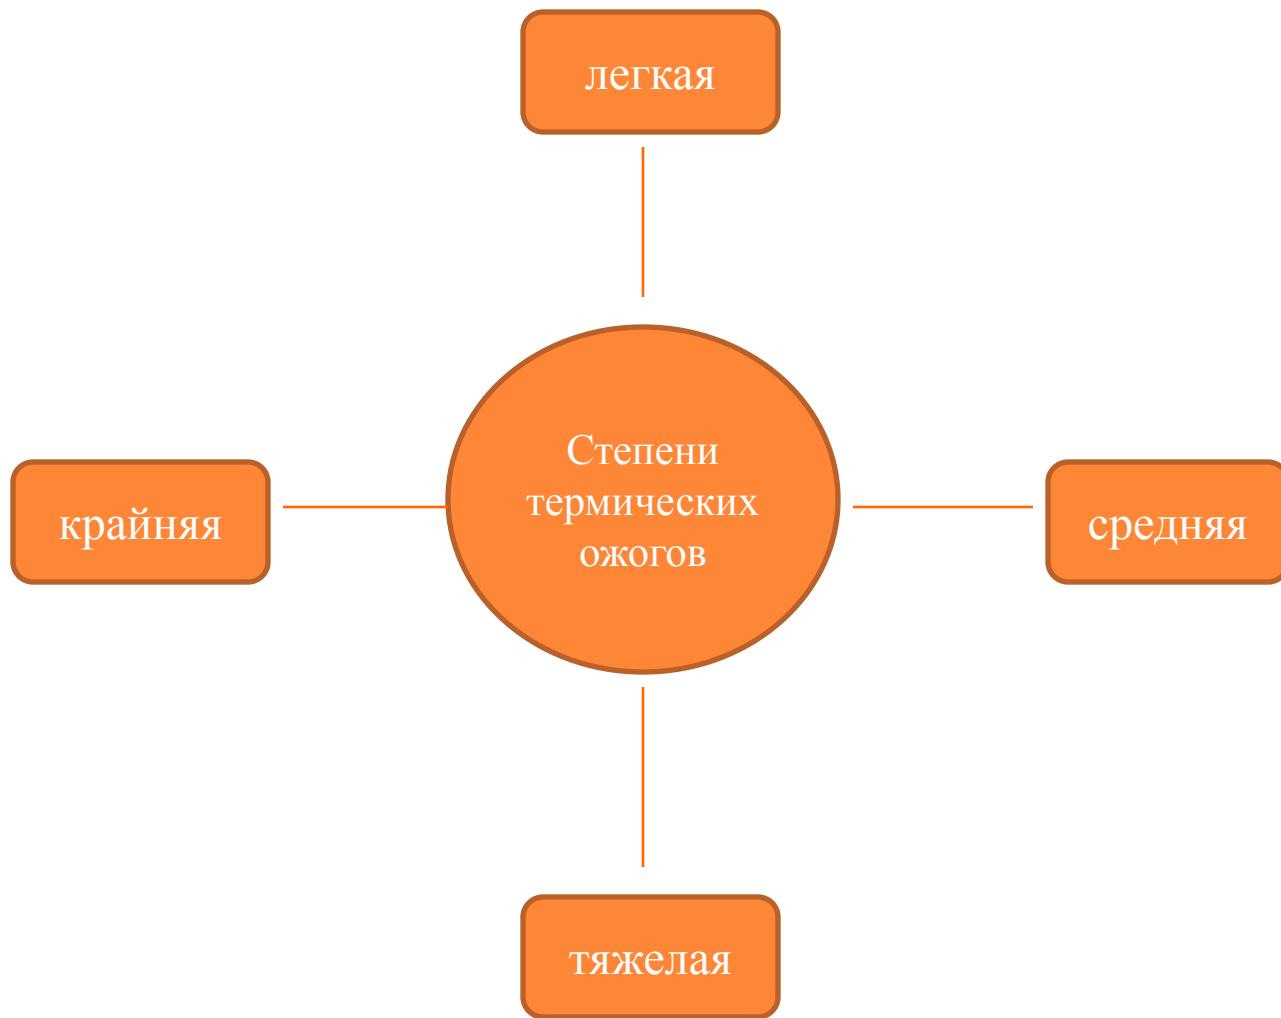 легкая
Степени
термических
ожогов
крайняя
средняя
тяжелая